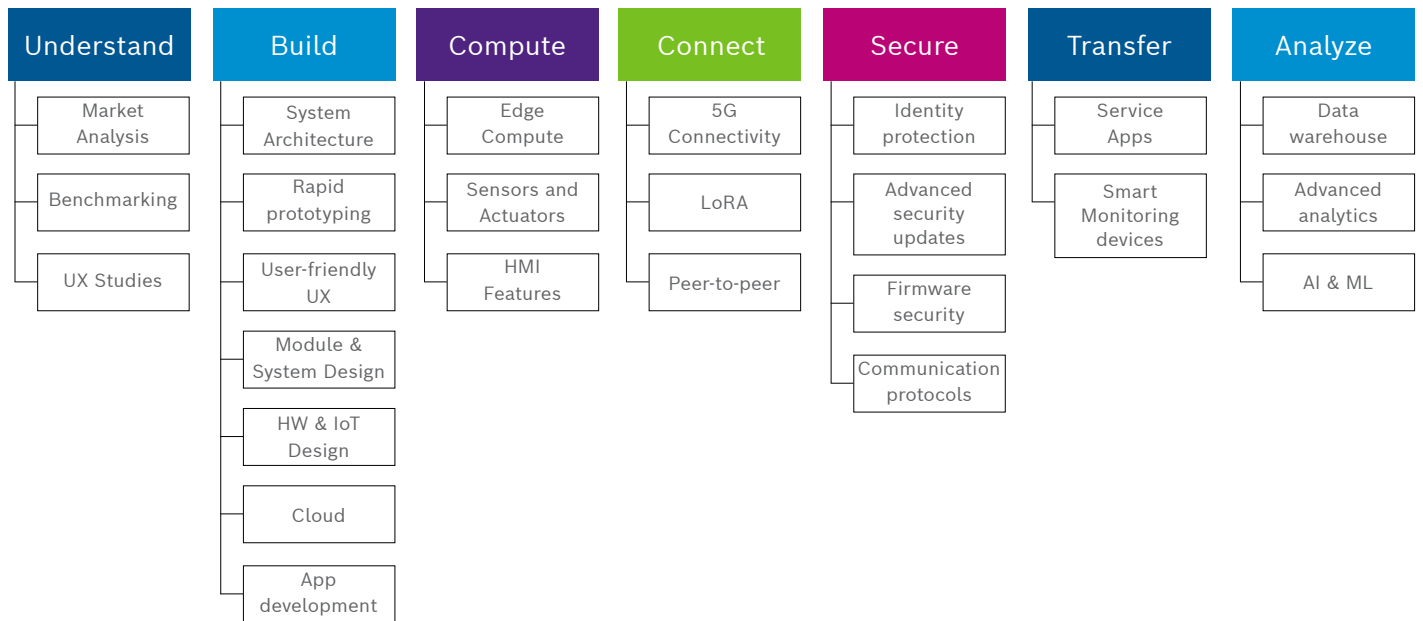 Understand
Market
Analysis
Benchmarking
UX Studies
Build
System
Architecture
Rapid
prototyping
User-friendly
UX
Module &
System Design
HW & IoT
Design
Cloud
App
development
Compute
Edge
Compute
Sensors and
Actuators
HMI
Features
Connect
5G
Connectivity
LoRA
Peer-to-peer
Secure
Identity
protection
Advanced
security
updates
Firmware
security
Communication
protocols
Transfer
Service
Apps
Smart
Monitoring
devices
Analyze
Data
warehouse
Advanced
analytics
AI & ML